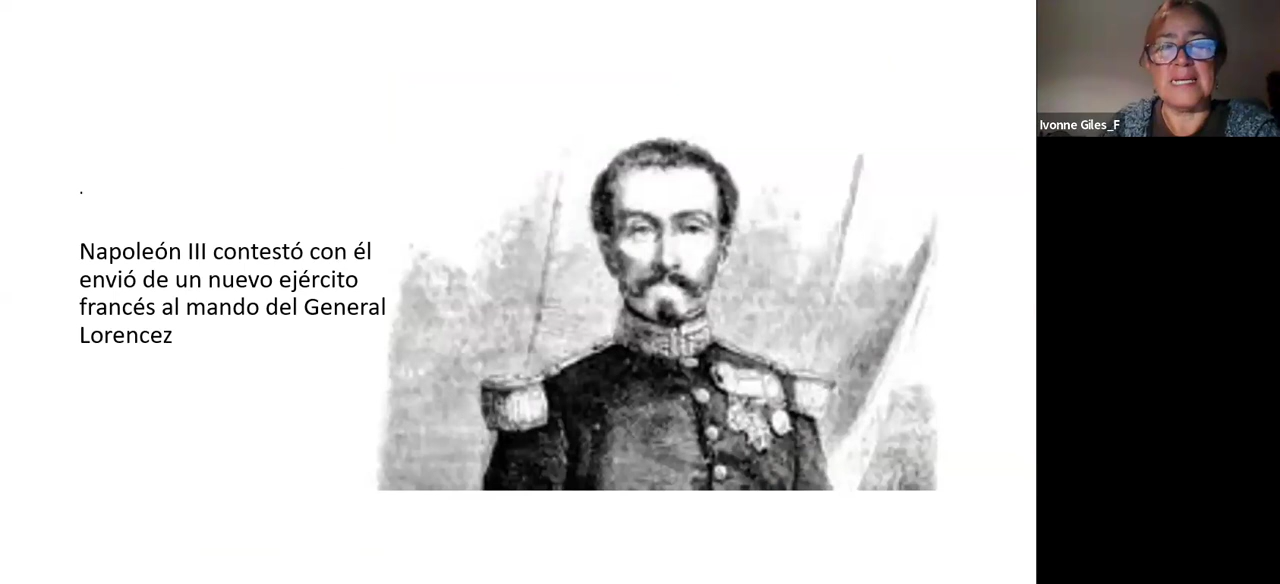 .
Napoleón III contestó con él
envió de un nuevo ejército
francés al mando del General
Lorencez
Ivonne Giles_F